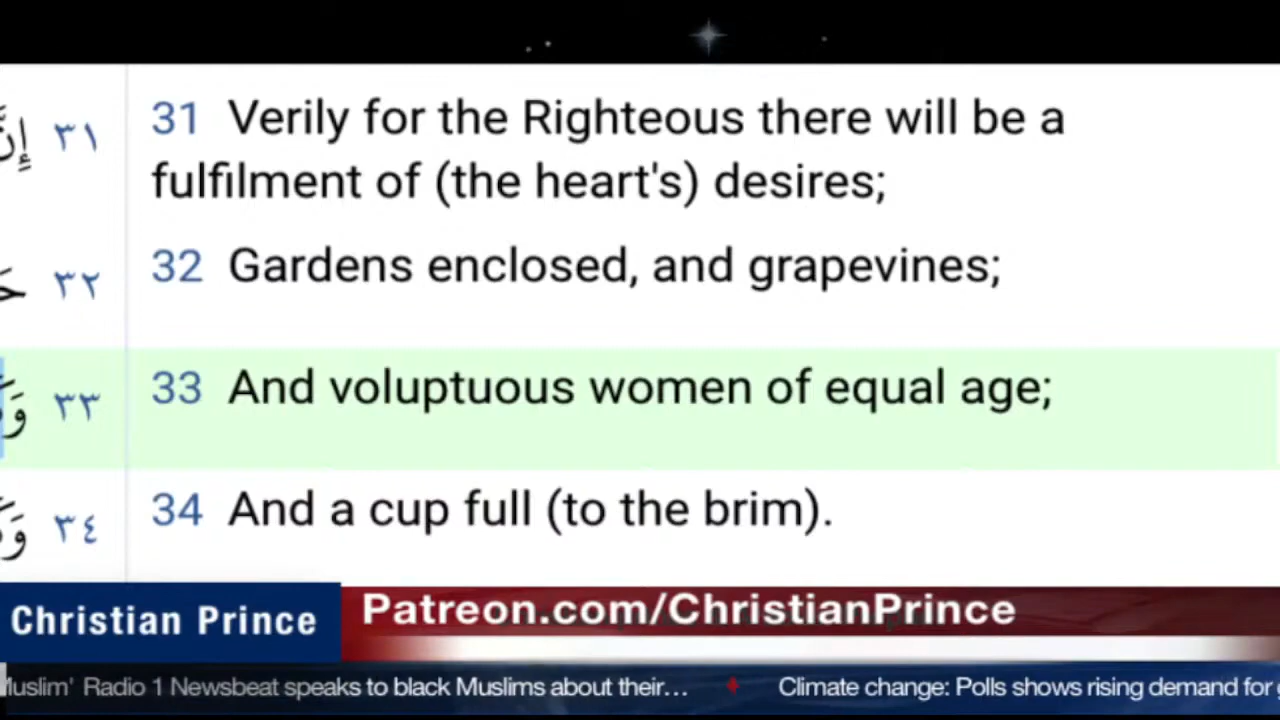 ٣١ 31 Verily for the Righteous there will be a
fulfilment of (the heart's) desires;
٣٢ 32 Gardens enclosed, and grapevines;
٣٣ 33 And voluptuous women of equal age;
٣٤ 34 And a cup full (to the brim).
Christian Prince Patreon.com/ChristianPrince
Muslim' Radio 1 Newsbeat speaks to black Muslims about their... Climate change: Polls shows rising demand for